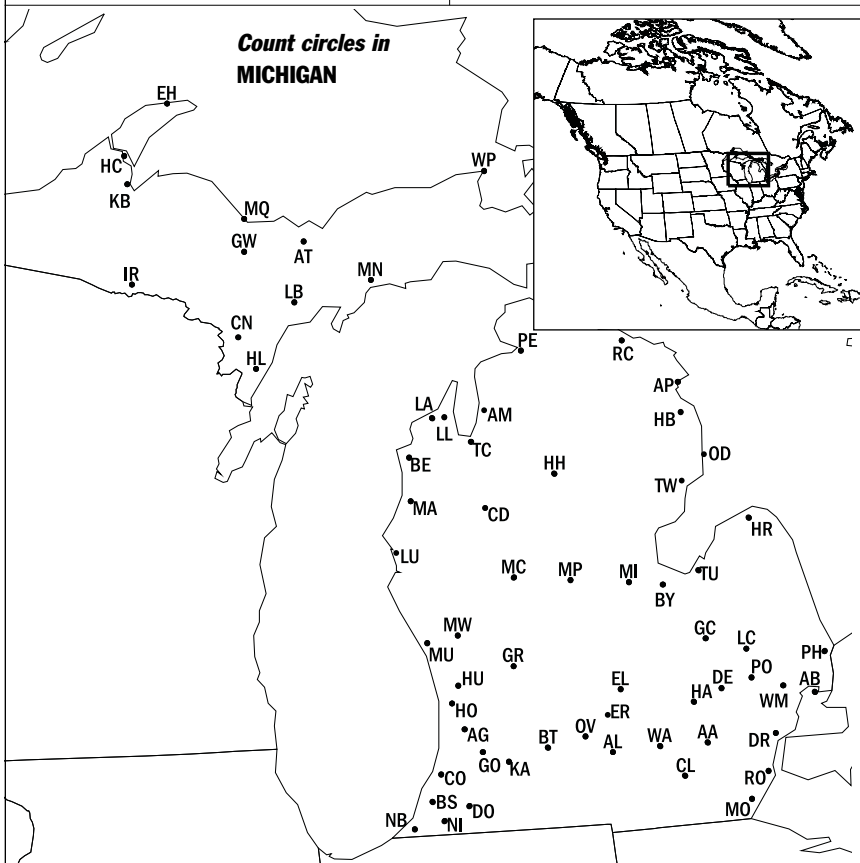 Count circles in
MICHIGAN
EH
HC
WP
KB
MQ
GW
AT
IR
MN
LB
CN
PE
RC
HL
AP
LA
AM
HB
LL
TC
OD
BE
HH
TW
MA
CD
HR
LU
MC
MP
MI
TU
BY
MW
GC
LC
MU
PH
GR
PO
HU
EL
DE
AB
HA
WM
HO
ER
AG
BT
OV
WA
AA
DR
AL
GO
KA
CL
CO
RO
BS
DO
MO
NB
NI